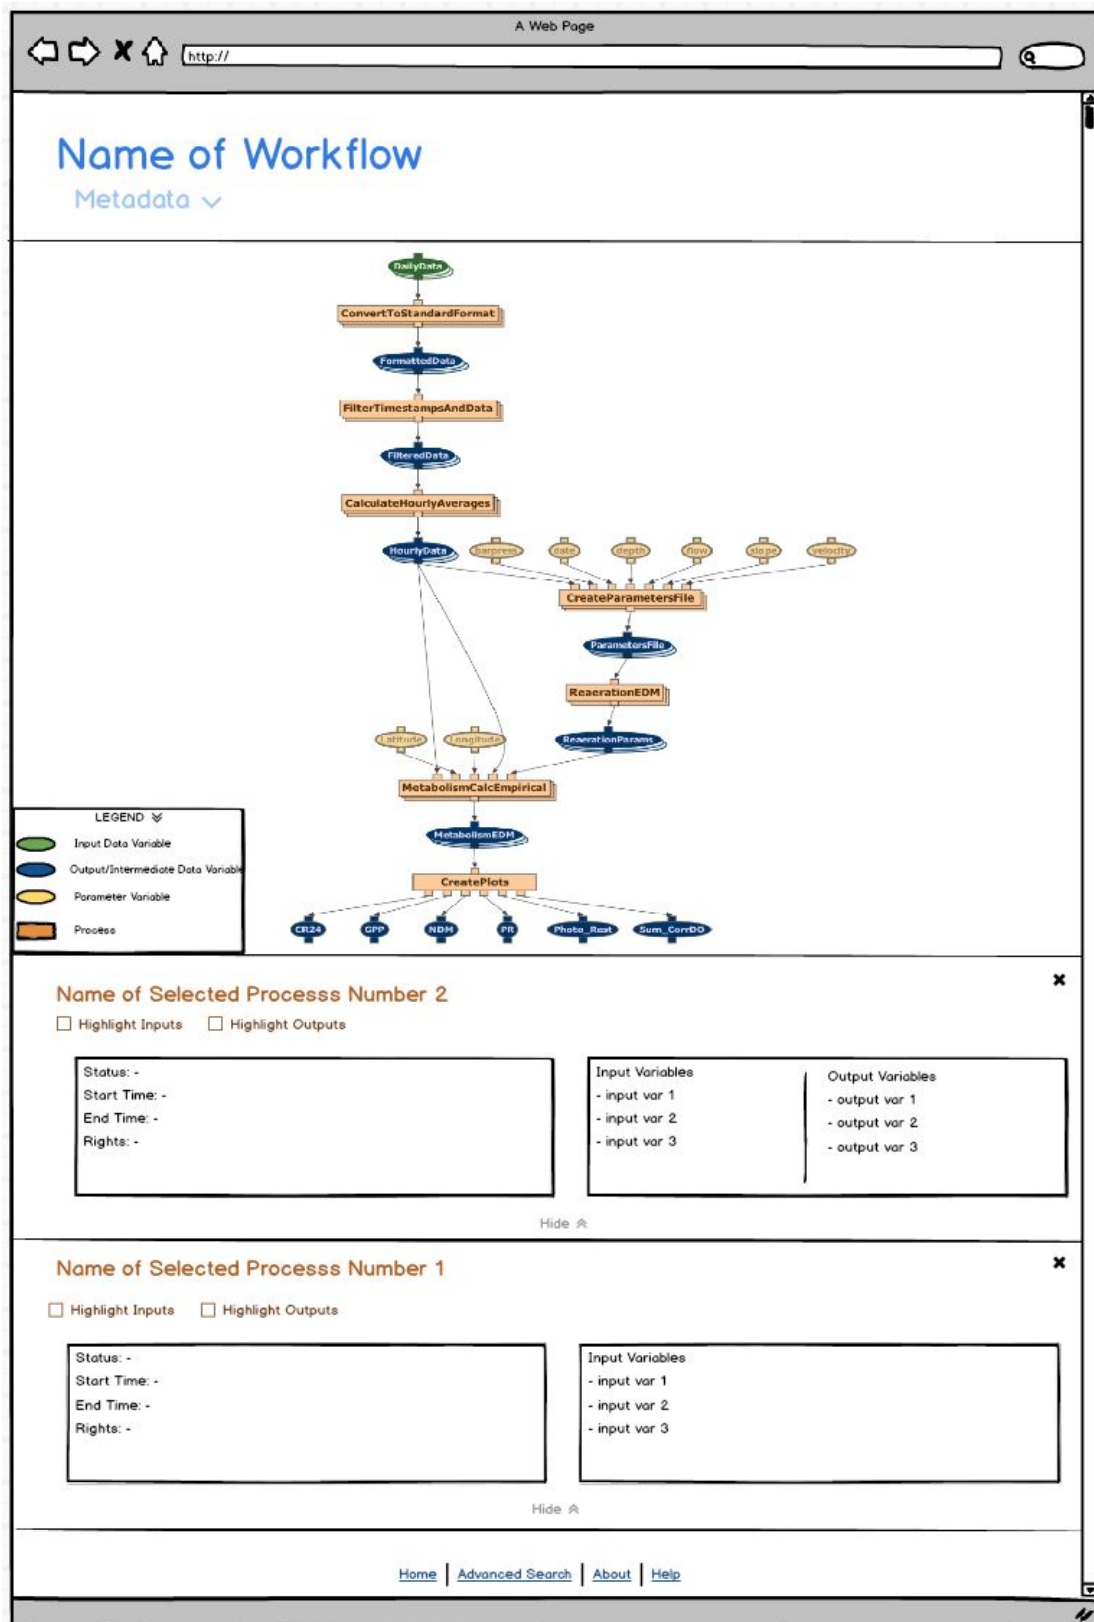 A Web Page
http://
Name of Workflow
Metadata
DailyData
ConvertToStandardFormat
FormattedData
FilterTimestampsAndData
FilteredData
CalculateHourlyAverages
HourlyData barpress date depth flow slope velocity
CreateParametersFile
ParametersFile
ReaerationEDM
Latitude Longitude ReaerationParams
MetabolismCalcEmpirical
LEGEND
Input Data Variable
Output/Intermediate Data Variable
Parameter Variable
Process
MetabolismEDM
CreatePlots
CR24 GPP NDM PR Photo_Rest Sum_CorrDO
Name of Selected Processs Number 2
Highlight Inputs Highlight Outputs
Status: -
Start Time: -
End Time: -
Rights: -
Input Variables
- input var 1
- input var 2
- input var 3
Output Variables
- output var 1
- output var 2
- output var 3
Hide
Name of Selected Processs Number 1
Highlight Inputs Highlight Outputs
Status: -
Start Time: -
End Time: -
Rights: -
Input Variables
- input var 1
- input var 2
- input var 3
Hide
Home | Advanced Search | About | Help